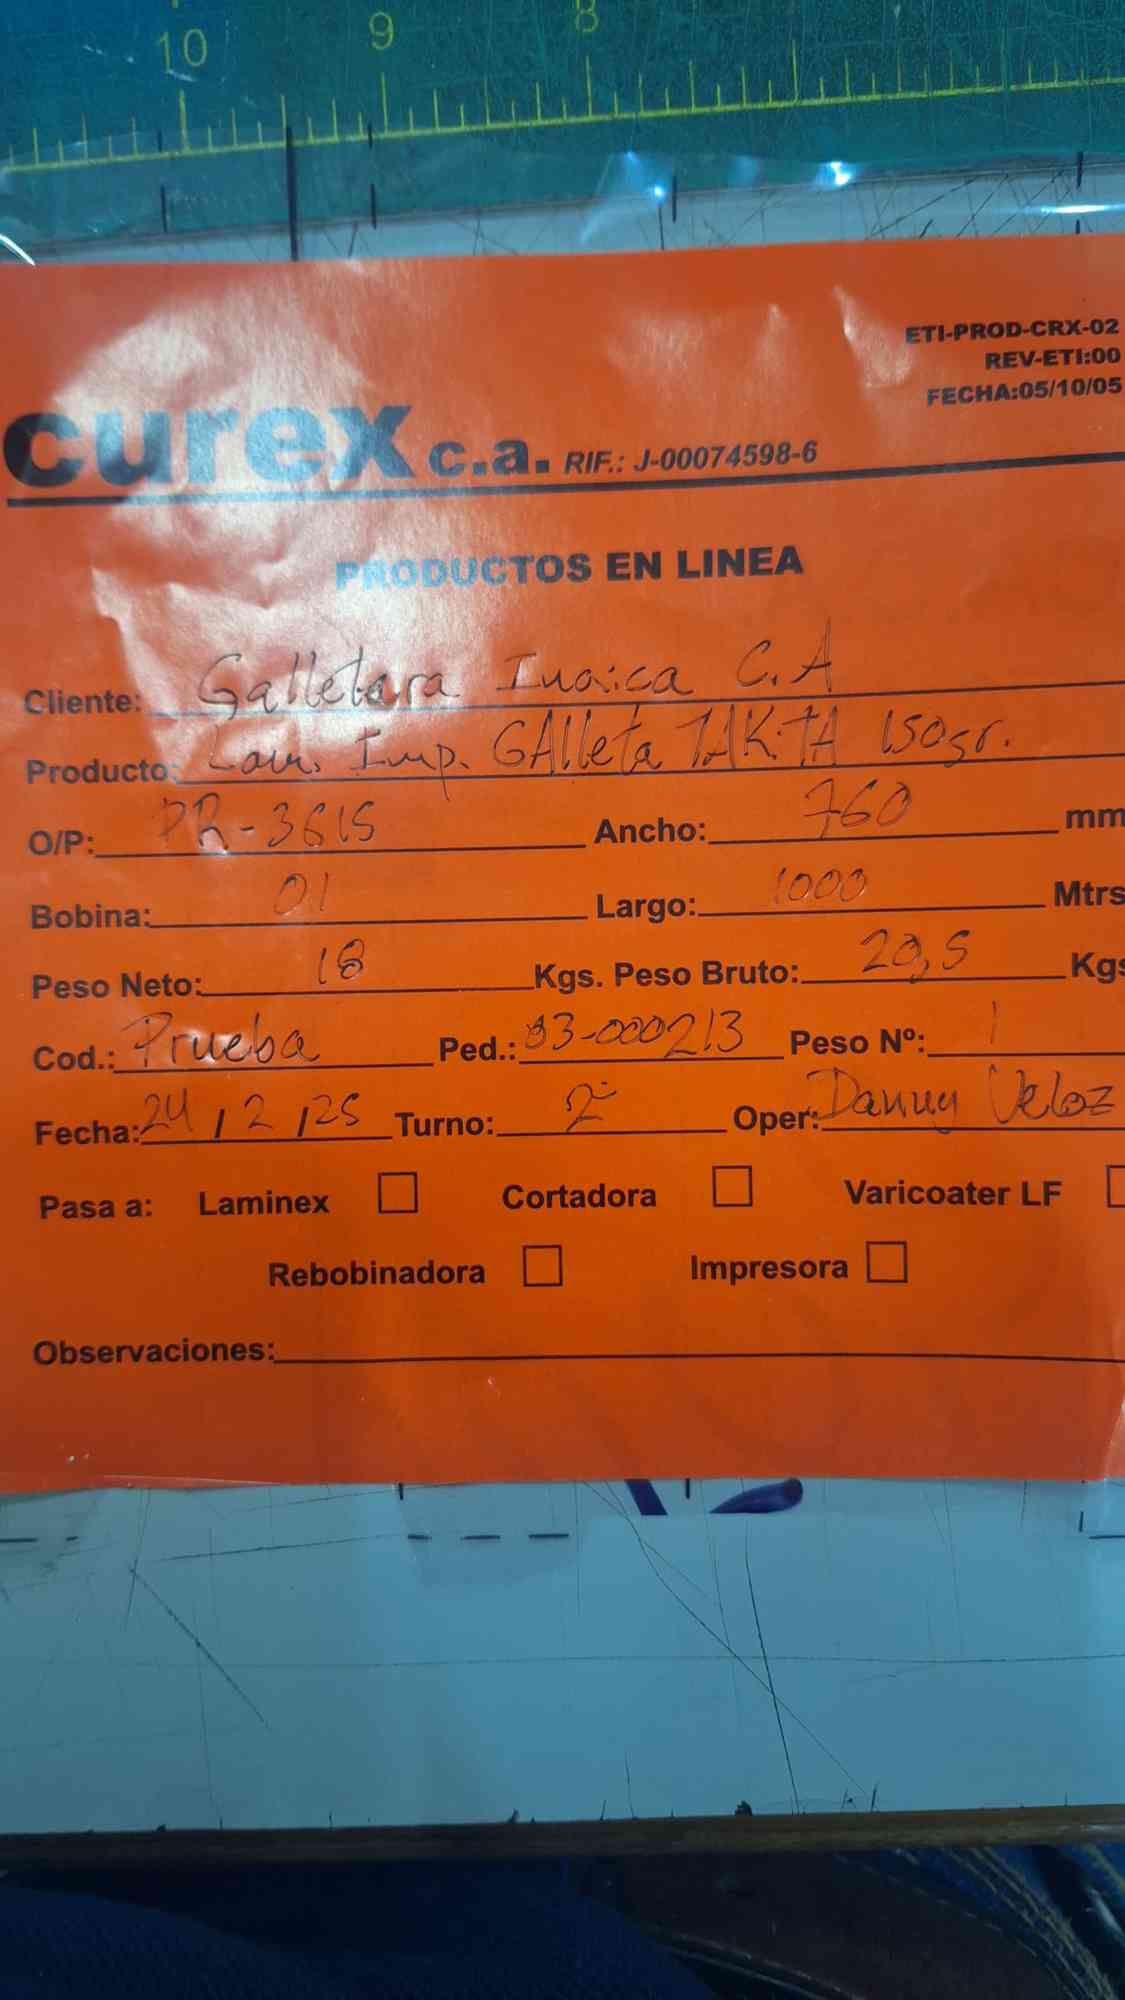 10 9 8
ETI-PROD-CRX-02
REV-ETI:00
FECHA:05/10/05
curex c.a. RIF.: J-00074598-6
PRODUCTOS EN LINEA
Cliente: Galletera Inaica C.A
Producto: Lam. Imp. GAlleta TAKITA 150gr.
O/P: PR-3615 Ancho: 760 mm
Bobina: 01 Largo: 1000 Mtrs
Peso Neto: 18 Kgs. Peso Bruto: 20,5 Kgs
Cod.: Prueba Ped.: 03-000213 Peso Nº: 1
Fecha: 24/2/25 Turno: 2 Oper: Danny Veloz
Pasa a: Laminex Cortadora Varicoater LF
Rebobinadora Impresora
Observaciones: